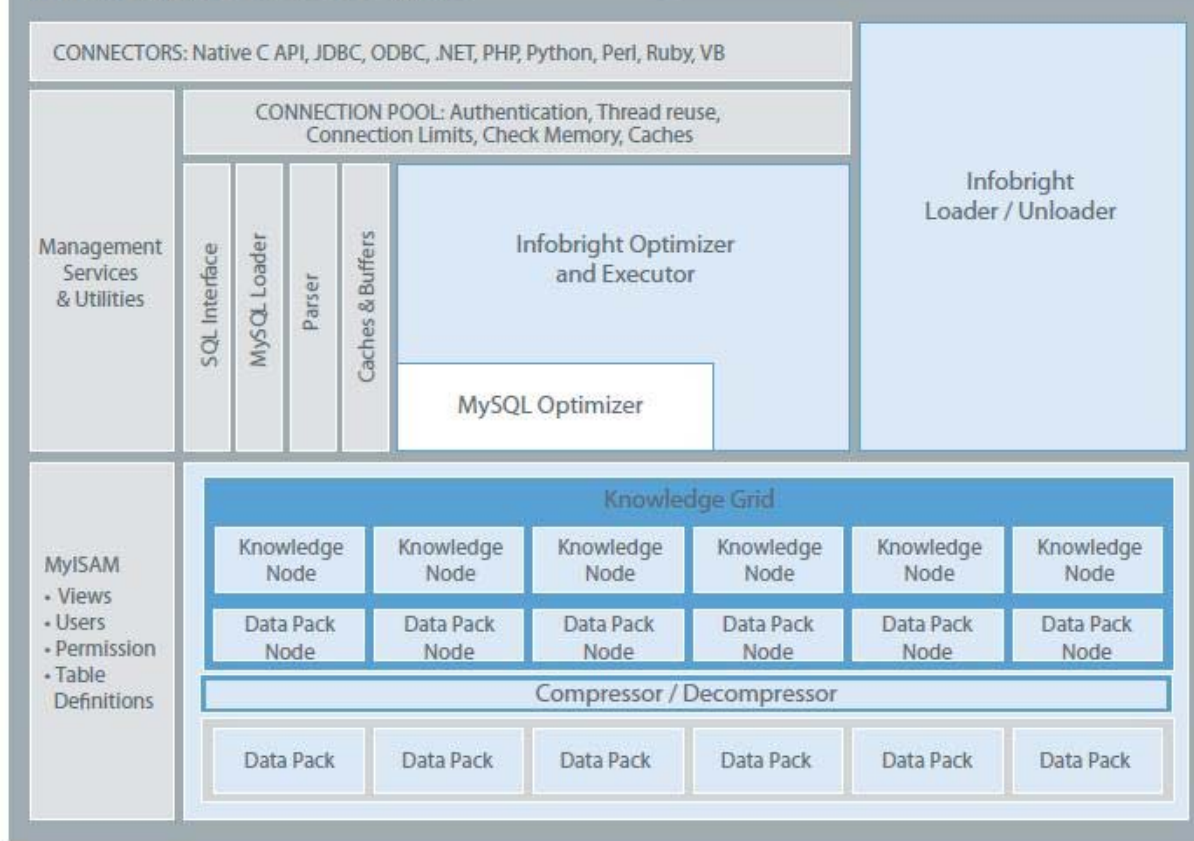 CONNECTORS: Native C API, JDBC, ODBC, .NET, PHP, Python, Perl, Ruby, VB
CONNECTION POOL: Authentication, Thread reuse,
Connection Limits, Check Memory, Caches
Management
Services
& Utilities
SQL Interface
MySQL Loader
Parser
Caches & Buffers
Infobright Optimizer
and Executor
MySQL Optimizer
Infobright
Loader / Unloader
MyISAM
• Views
• Users
• Permission
• Table
Definitions
Knowledge Grid
Knowledge
Node
Knowledge
Node
Knowledge
Node
Knowledge
Node
Knowledge
Node
Knowledge
Node
Data Pack
Node
Data Pack
Node
Data Pack
Node
Data Pack
Node
Data Pack
Node
Data Pack
Node
Compressor / Decompressor
Data Pack
Data Pack
Data Pack
Data Pack
Data Pack
Data Pack